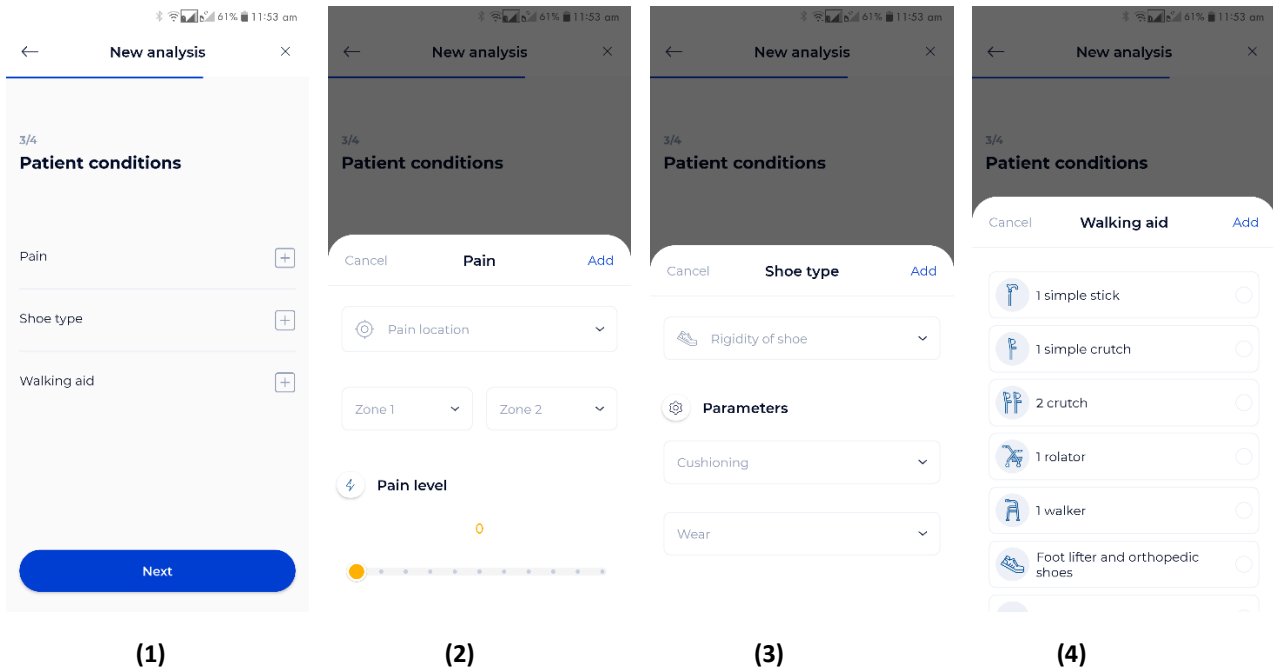 61% 11:53 am
New analysis
3/4
Patient conditions
Pain
Shoe type
Walking aid
Next
(1)
61% 11:53 am
New analysis
3/4
Patient conditions
Cancel Pain Add
Pain location
Zone 1 Zone 2
Pain level
0
(2)
61% 11:53 am
New analysis
3/4
Patient conditions
Cancel Shoe type Add
Rigidity of shoe
Parameters
Cushioning
Wear
(3)
61% 11:53 am
New analysis
3/4
Patient conditions
Cancel Walking aid Add
1 simple stick
1 simple crutch
2 crutch
1 rolator
1 walker
Foot lifter and orthopedic
shoes
(4)